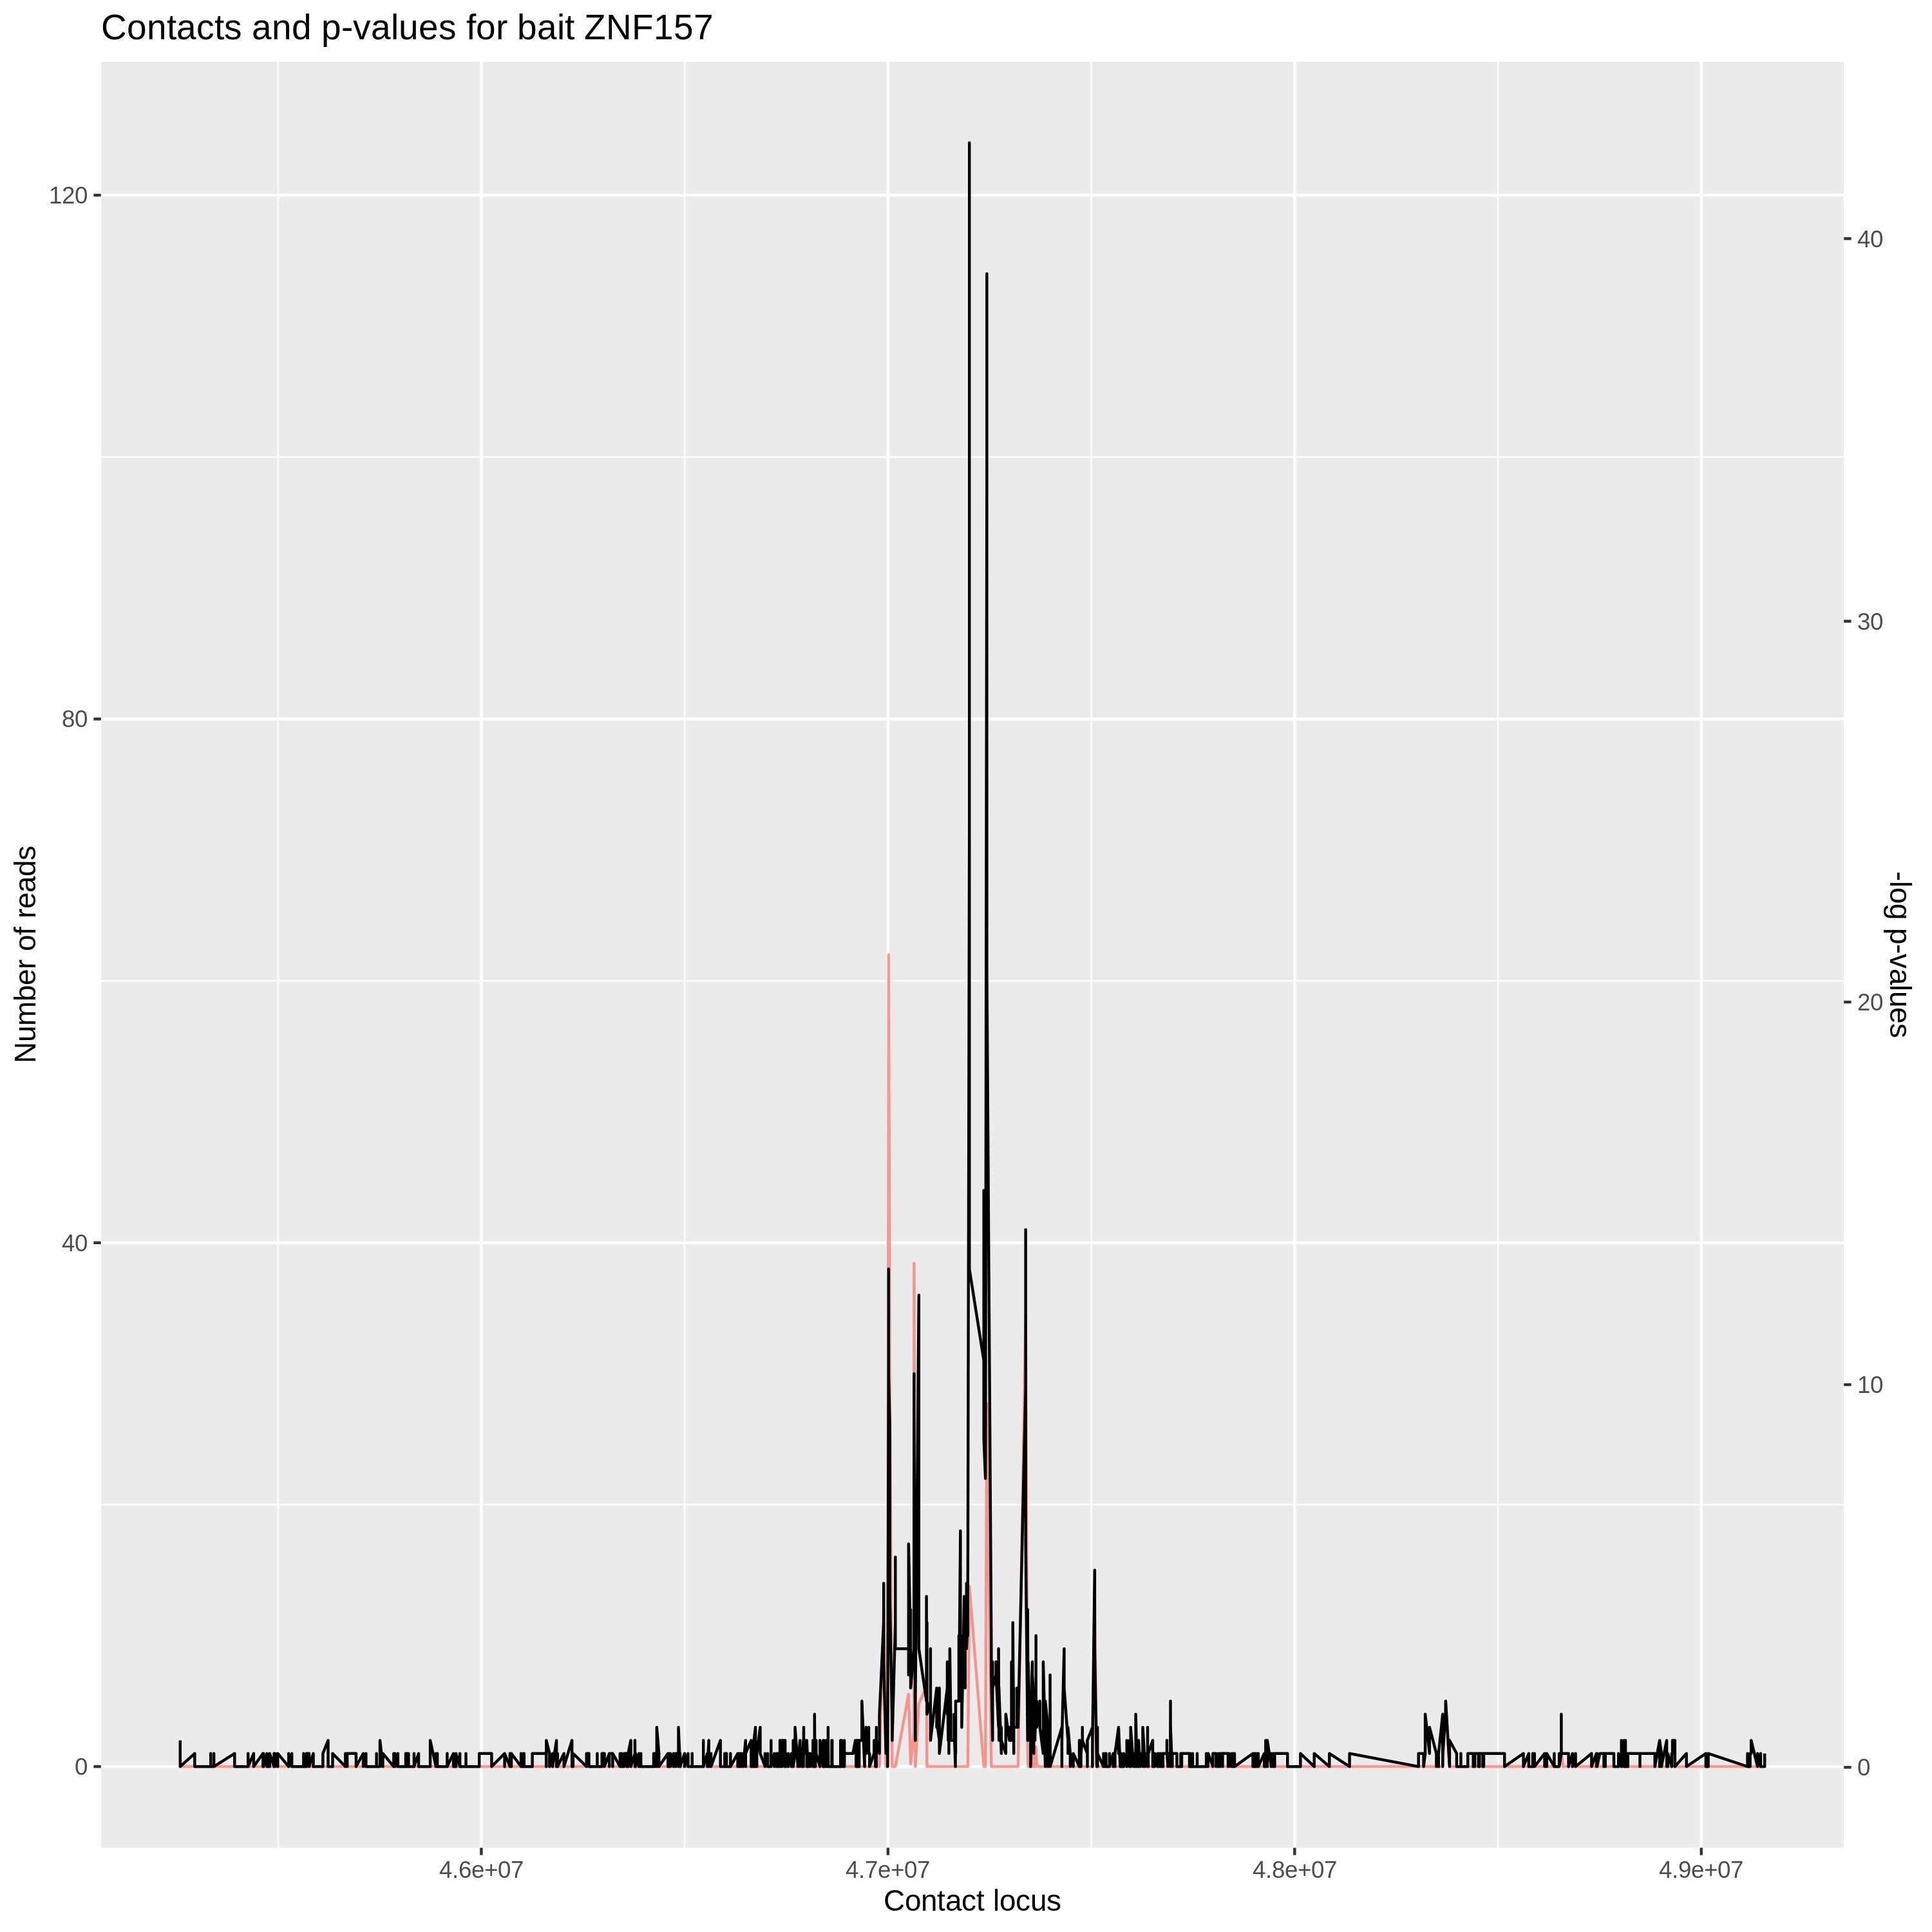 Contacts and p-values for bait ZNF157
120
80
40
0
Number of reads
40
30
20
10
0
-log p-values
4.6e+07 4.7e+07 4.8e+07 4.9e+07
Contact locus